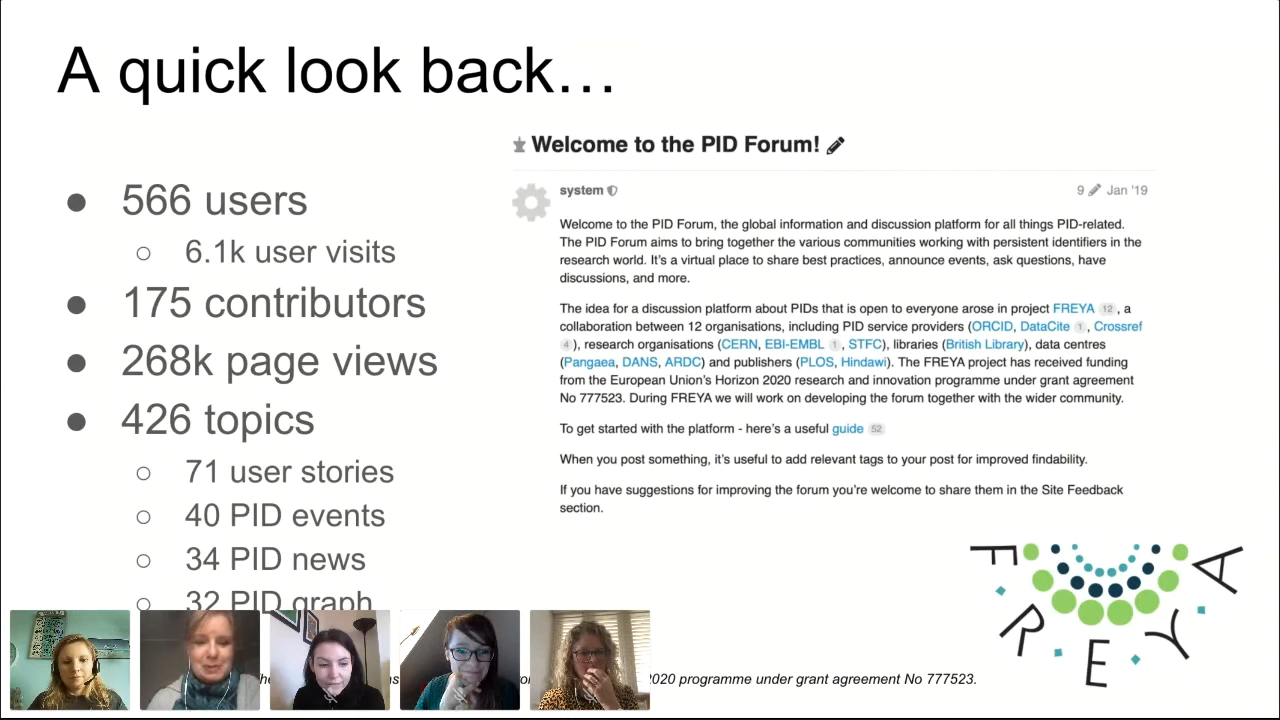 A quick look back…
● 566 users
○ 6.1k user visits
● 175 contributors
● 268k page views
● 426 topics
○ 71 user stories
○ 40 PID events
○ 34 PID news
○ 32 PID graph
Welcome to the PID Forum!
system
9 Jan '19
Welcome to the PID Forum, the global information and discussion platform for all things PID-related.
The PID Forum aims to bring together the various communities working with persistent identifiers in the
research world. It's a virtual place to share best practices, announce events, ask questions, have
discussions, and more.
The idea for a discussion platform about PIDs that is open to everyone arose in project FREYA 12 , a
collaboration between 12 organisations, including PID service providers (ORCID, DataCite 1 , Crossref
4 ), research organisations (CERN, EBI-EMBL 1 , STFC), libraries (British Library), data centres
(Pangaea, DANS, ARDC) and publishers (PLOS, Hindawi). The FREYA project has received funding
from the European Union's Horizon 2020 research and innovation programme under grant agreement
No 777523. During FREYA we will work on developing the forum together with the wider community.
To get started with the platform - here's a useful guide 52
When you post something, it's useful to add relevant tags to your post for improved findability.
If you have suggestions for improving the forum you're welcome to share them in the Site Feedback
section.
FREYA
2020 programme under grant agreement No 777523.